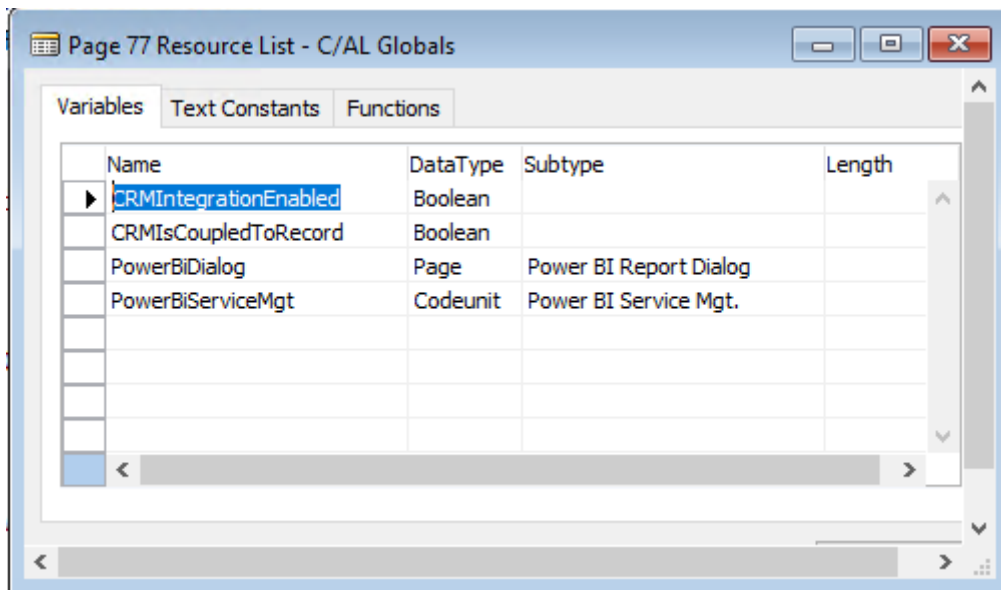 Page 77 Resource List - C/AL Globals
Variables Text Constants Functions
Name DataType Subtype Length
CRMIntegrationEnabled Boolean
CRMIsCoupledToRecord Boolean
PowerBiDialog Page Power BI Report Dialog
PowerBiServiceMgt Codeunit Power BI Service Mgt.